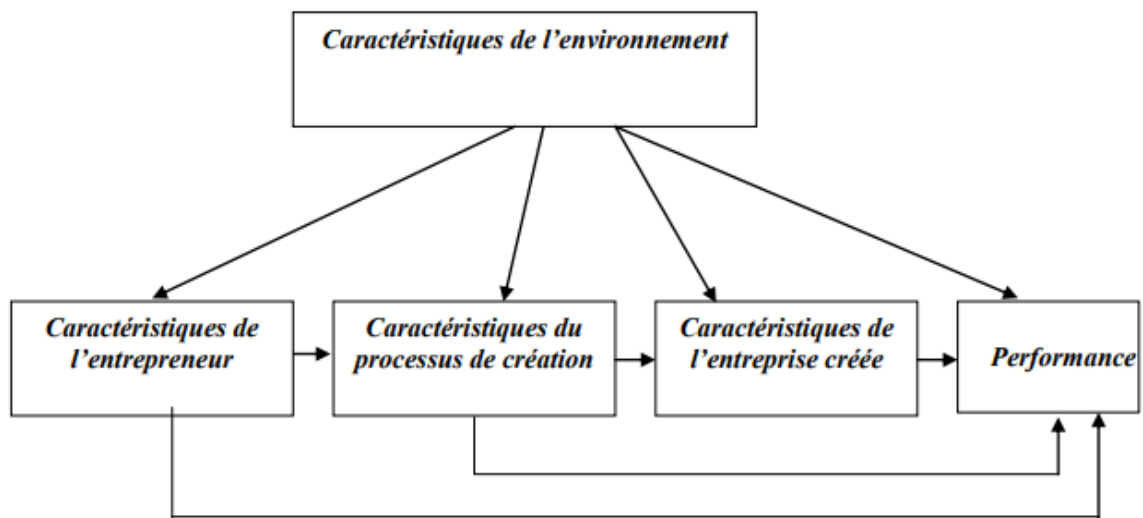 Caractéristiques de l’environnement
Caractéristiques de
l’entrepreneur
Caractéristiques du
processus de création
Caractéristiques de
l’entreprise créée
Performance